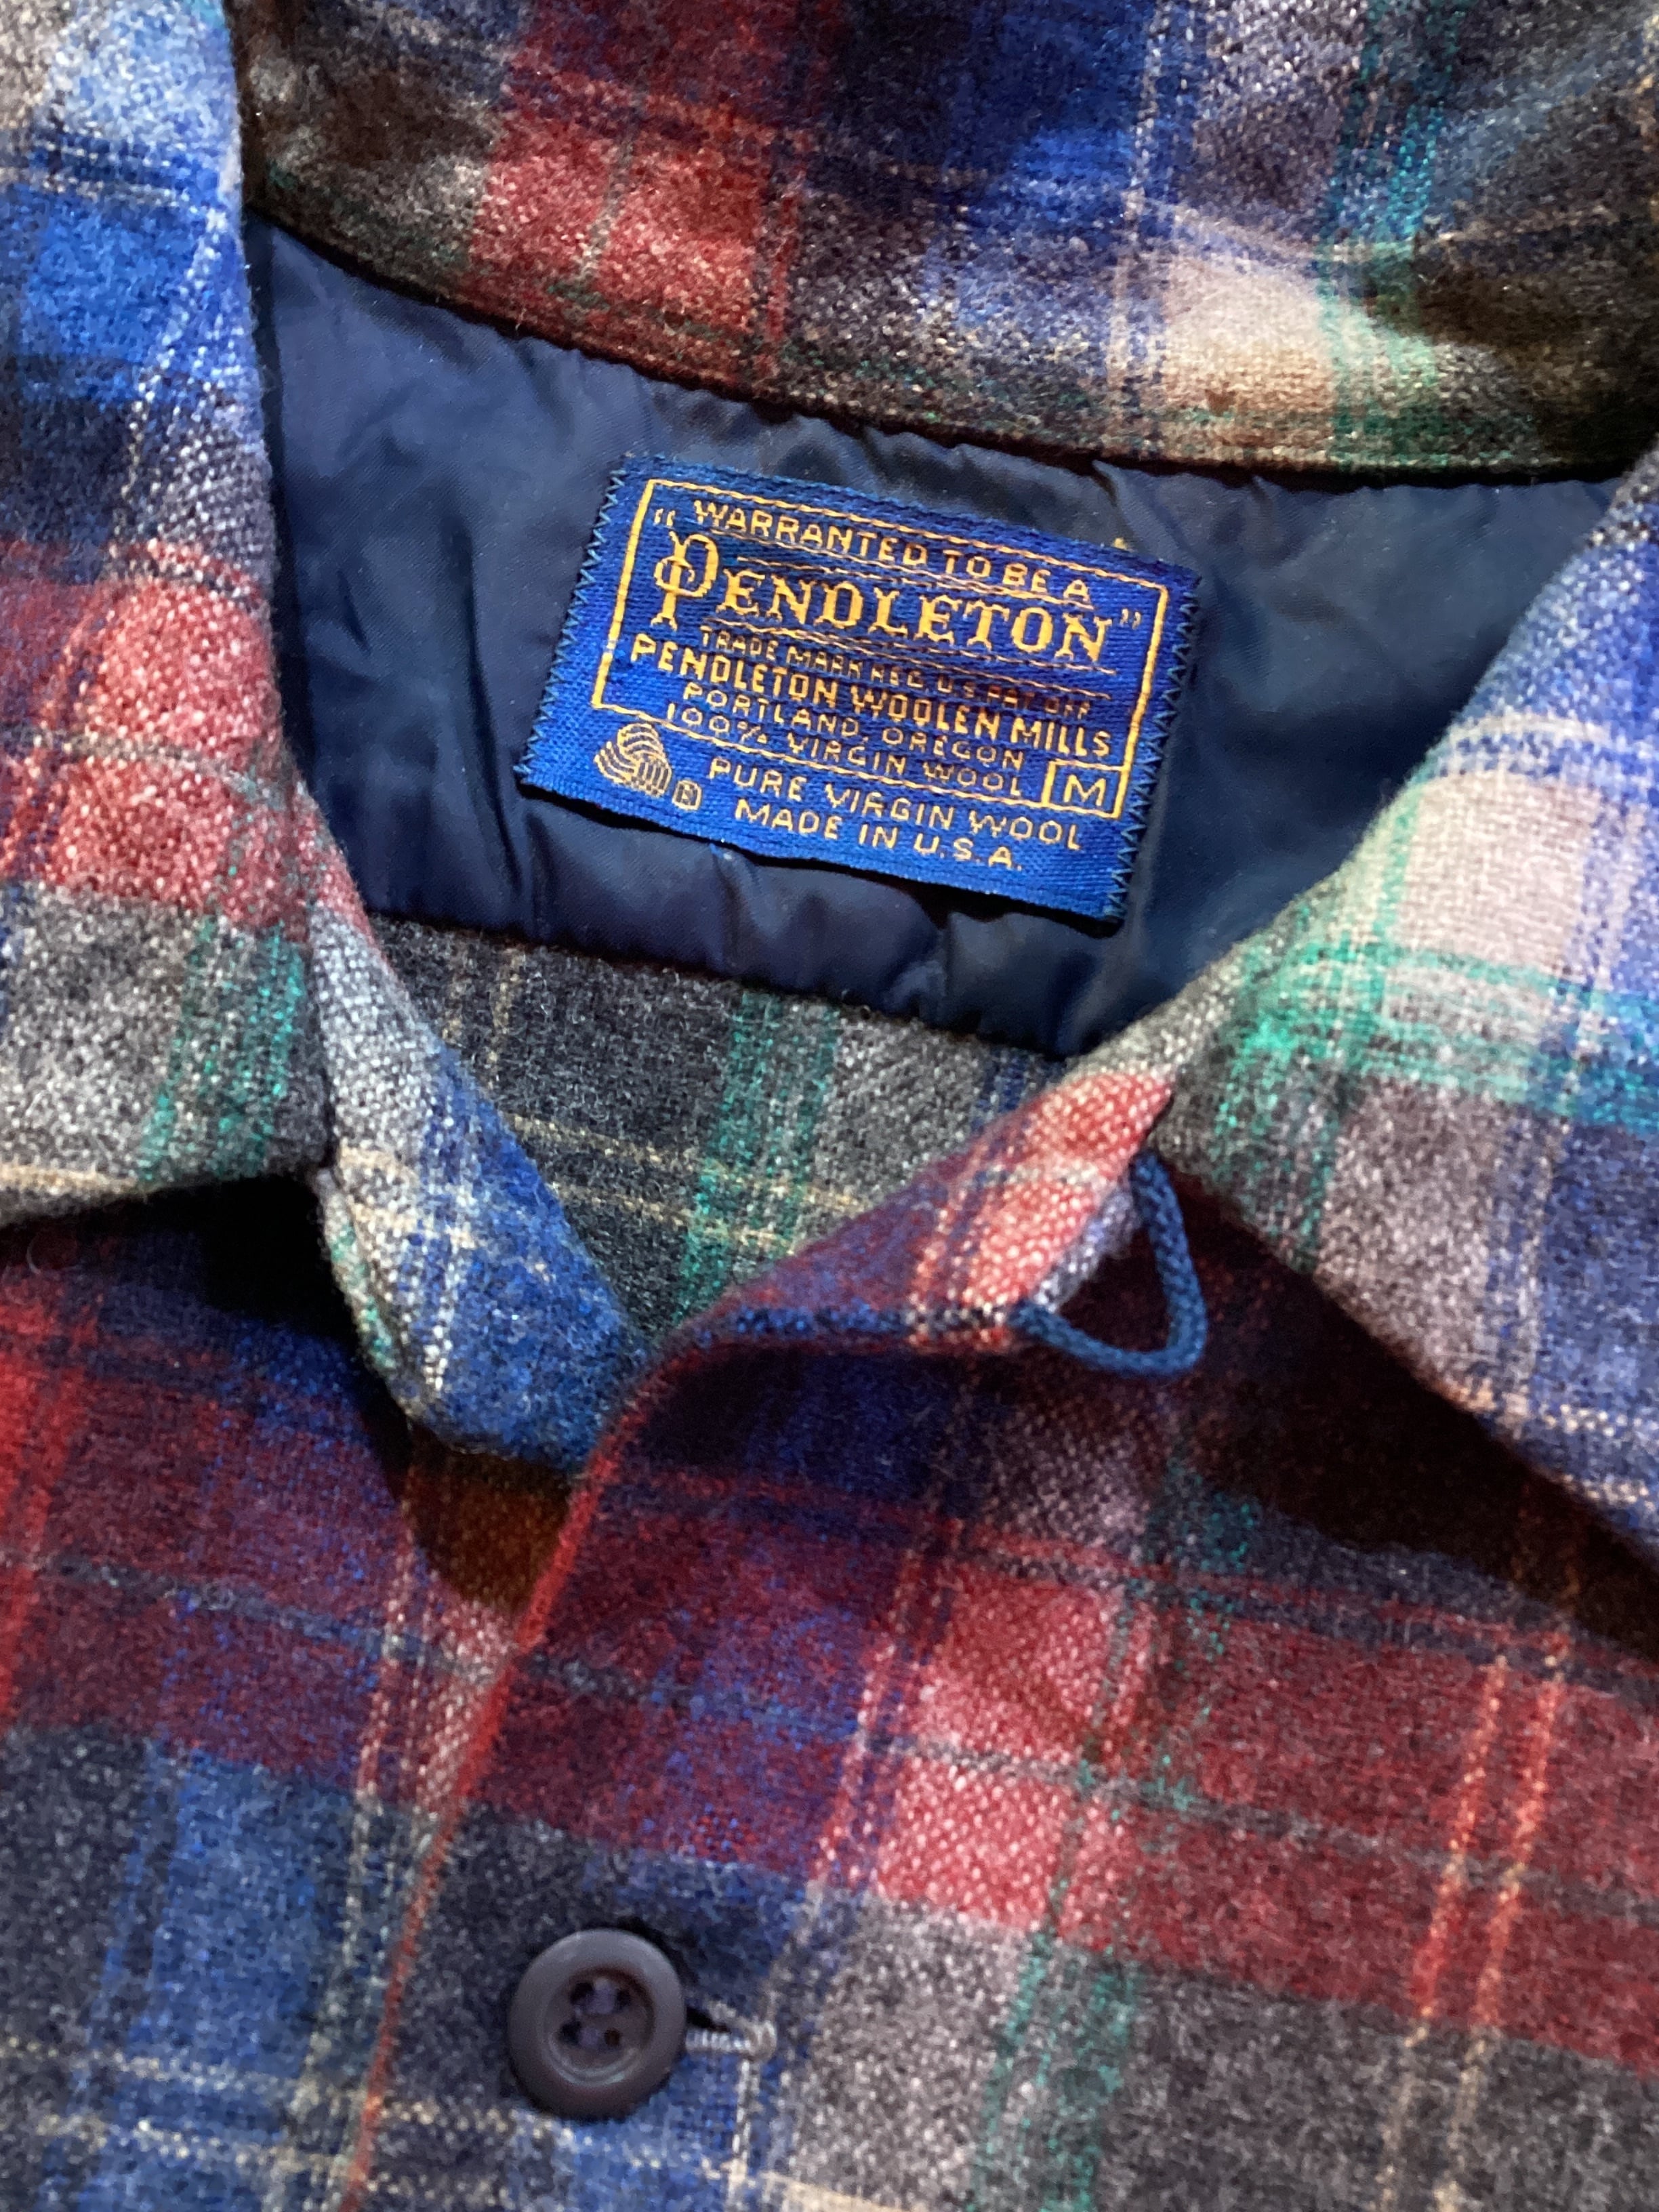 "WARRANTED TO BE A
PENDLETON"
TRADE MARK REG. U.S. PAT. OFF.
PENDLETON WOOLEN MILLS
PORTLAND, OREGON
100% VIRGIN WOOL M
PURE VIRGIN WOOL
MADE IN U.S.A.